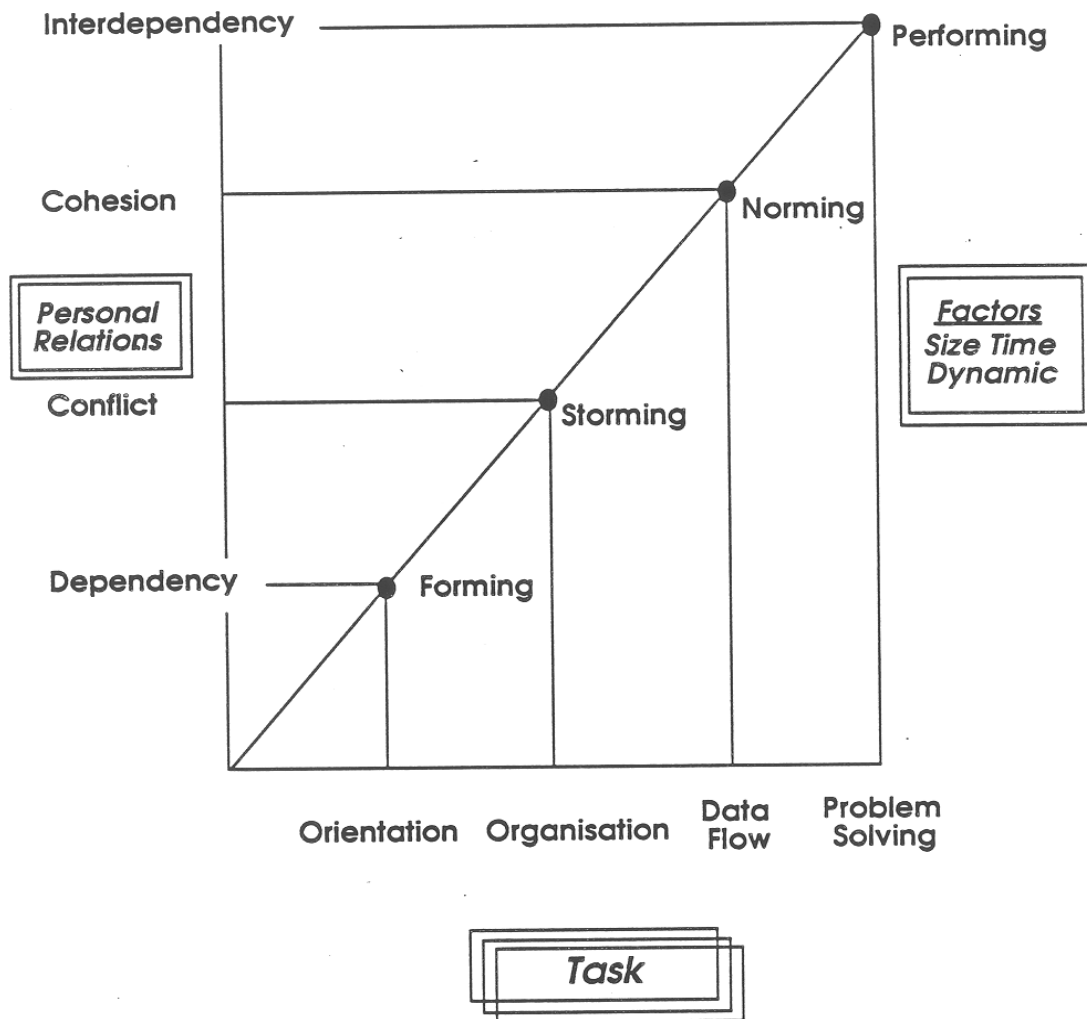 Interdependency
Performing
Cohesion
Norming
Personal
Relations
Factors
Size Time
Dynamic
Conflict
Storming
Dependency
Forming
Orientation
Organisation
Data
Flow
Problem
Solving
Task